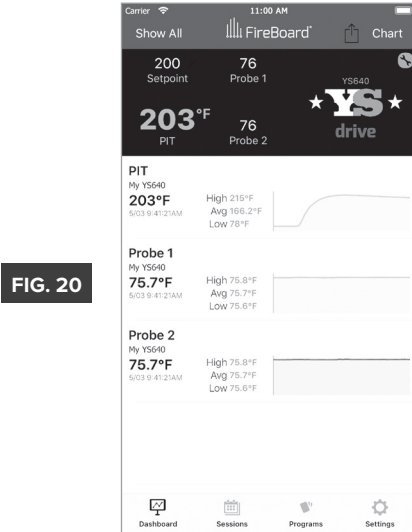 FIG. 20
Carrier 11:00 AM
Show All FireBoard® Chart
200 76
Setpoint Probe 1
YS640
YS
drive
203°F 76
PIT Probe 2
PIT
My YS640
203°F
5/03 9:41:21AM
High 215°F
Avg 166.2°F
Low 78°F
Probe 1
My YS640
75.7°F
5/03 9:41:21AM
High 75.8°F
Avg 75.7°F
Low 75.6°F
Probe 2
My YS640
75.7°F
5/03 9:41:21AM
High 75.8°F
Avg 75.7°F
Low 75.6°F
Dashboard Sessions Programs Settings